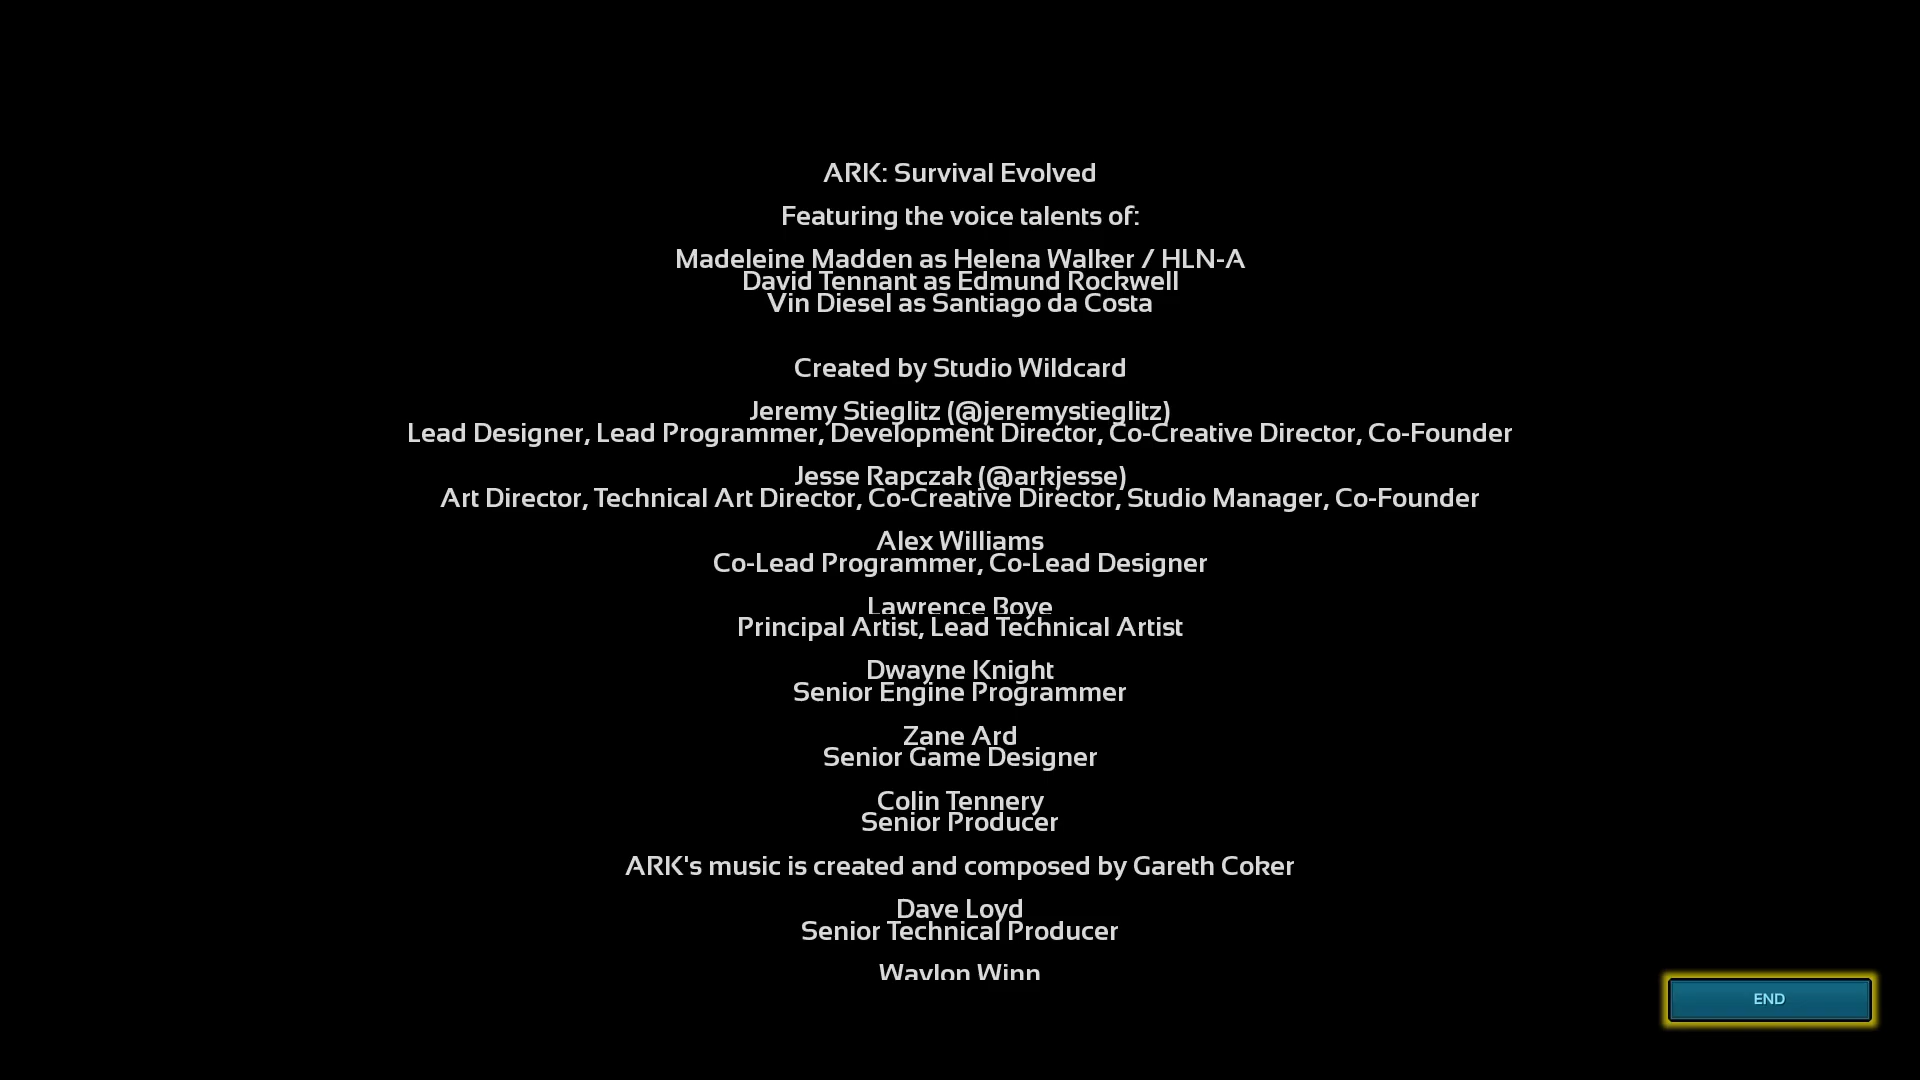 ARK: Survival Evolved
Featuring the voice talents of:
Madeleine Madden as Helena Walker / HLN-A
David Tennant as Edmund Rockwell
Vin Diesel as Santiago da Costa
Created by Studio Wildcard
Jeremy Stieglitz (@jeremystieglitz)
Lead Designer, Lead Programmer, Development Director, Co-Creative Director, Co-Founder
Jesse Rapczak (@arkjesse)
Art Director, Technical Art Director, Co-Creative Director, Studio Manager, Co-Founder
Alex Williams
Co-Lead Programmer, Co-Lead Designer
Lawrence Boye
Principal Artist, Lead Technical Artist
Dwayne Knight
Senior Engine Programmer
Zane Ard
Senior Game Designer
Colin Tennery
Senior Producer
ARK's music is created and composed by Gareth Coker
Dave Loyd
Senior Technical Producer
Waylon Winn
END